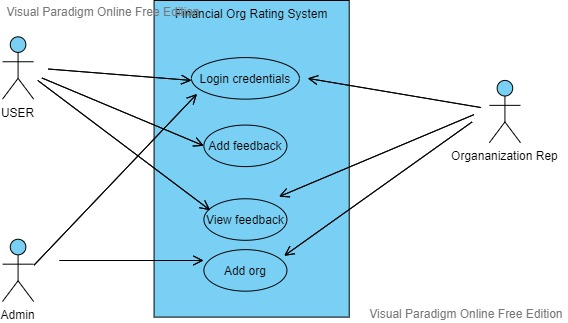 Visual Paradigm Online Free Edition
Financial Org Rating System
USER
Login credentials
Add feedback
Organanization Rep
View feedback
Add org
Admin
Visual Paradigm Online Free Edition